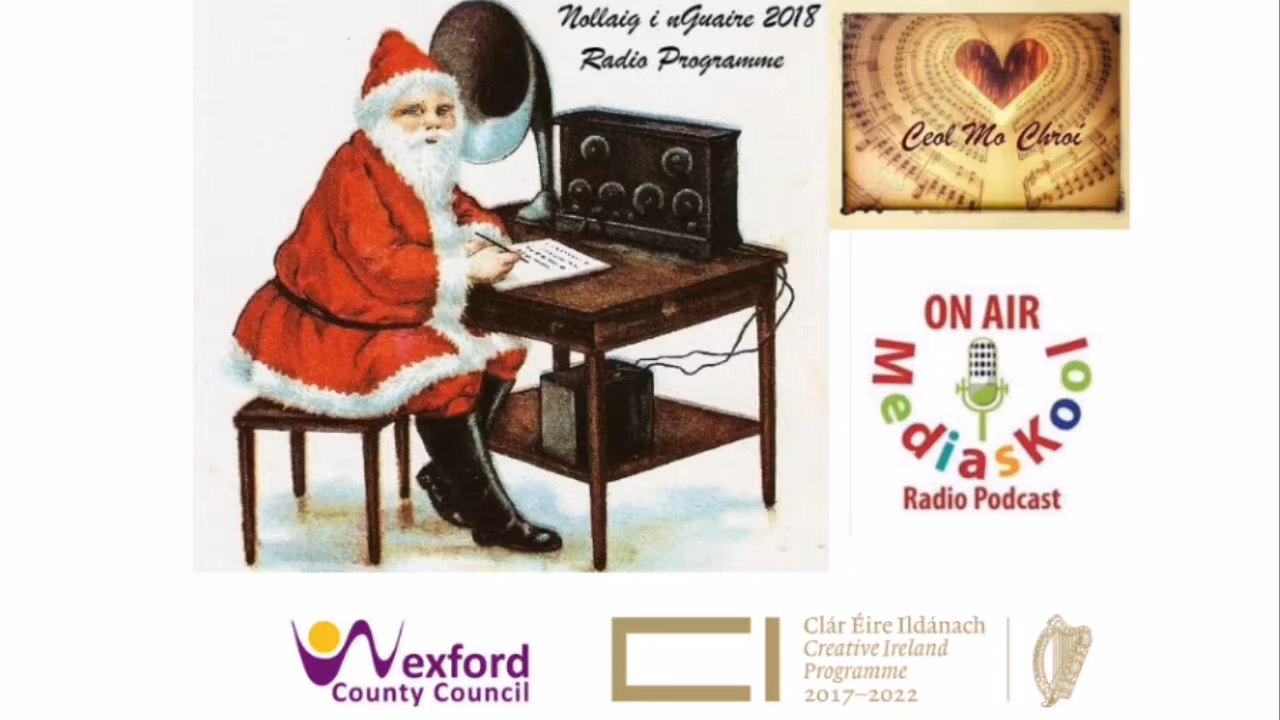 Nollaig i nGuaire 2018
Radio Programme
Ceol Mo Chroí
ON AIR
MediasKool
Radio Podcast
Wexford
County Council
Clár Éire Ildánach
Creative Ireland
Programme
2017–2022